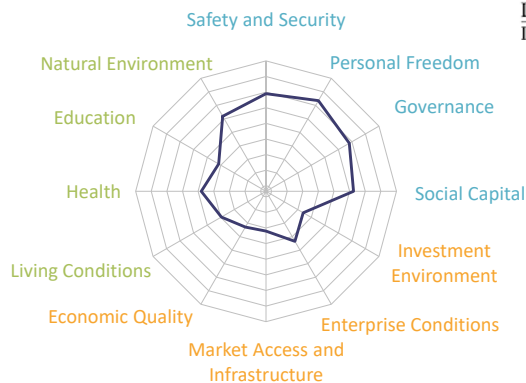 Safety and Security
Personal Freedom
Governance
Social Capital
Investment
Environment
Enterprise Conditions
Market Access and
Infrastructure
Economic Quality
Living Conditions
Health
Education
Natural Environment